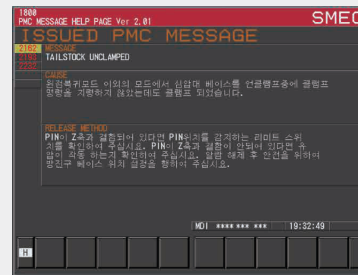 1800
PMC MESSAGE HELP PAGE Ver 2.01
SMEC
ISSUED PMC MESSAGE
2162 MESSAGE
TAILSTOCK UNCLAMPED
CAUSE
원점복귀모드 이외의 모드에서 심압대 베이스를 언클램프중에 클램프
명령을 지령하지 않았는데도 클램프 되었습니다.
RELEASE METHOD
PIN이 Z축과 결합되어 있다면 PIN위치를 감지하는 리미트 스위
치를 확인하여 주십시요. PIN이 Z축과 결합이 안되어 있다면 유
압이 작동 하는지 확인하여 주십시요. 알람 해제 후 안전을 위하여
방진구 베이스 위치 설정을 행하여 주십시요.
MDI **** *** *** 19:32:49
H